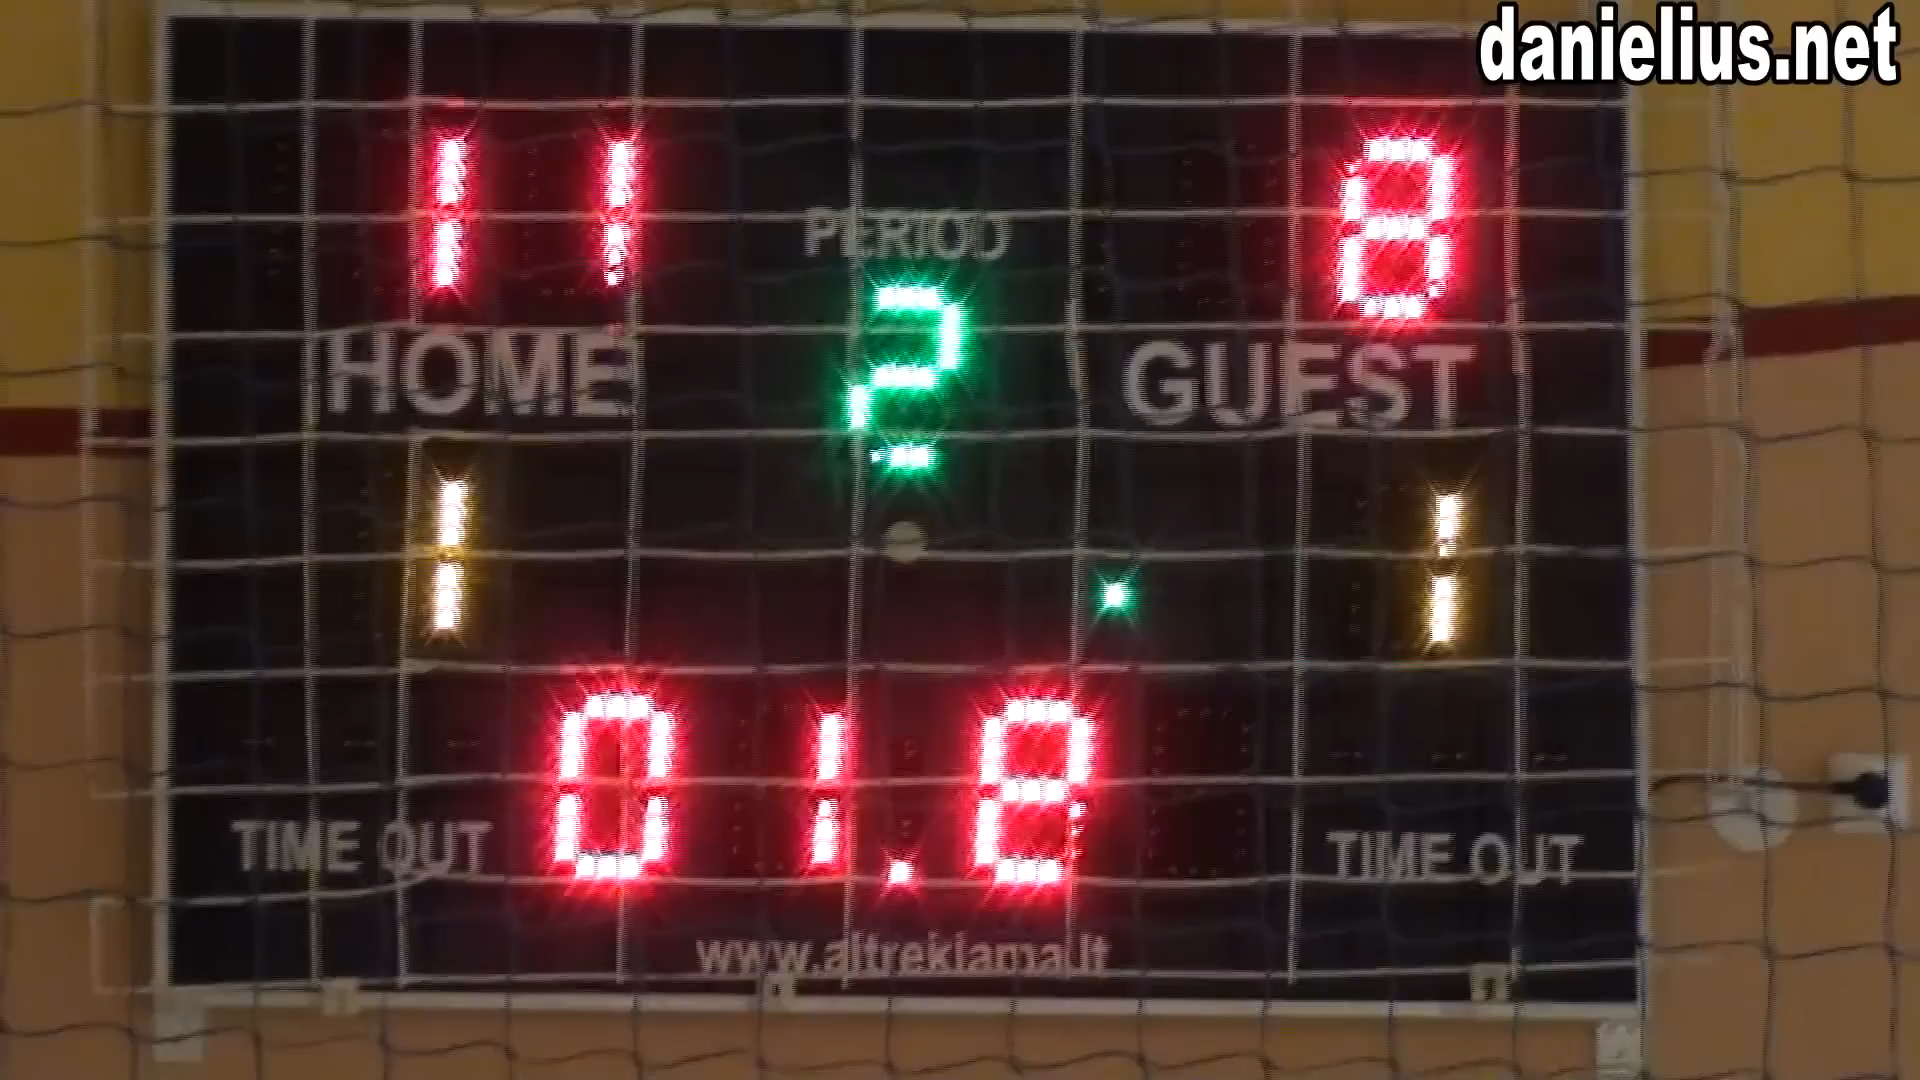 danielius.net
11 8
PERIOD
2
HOME GUEST
1 1
01.8
TIME OUT TIME OUT
www.altreklama.lt